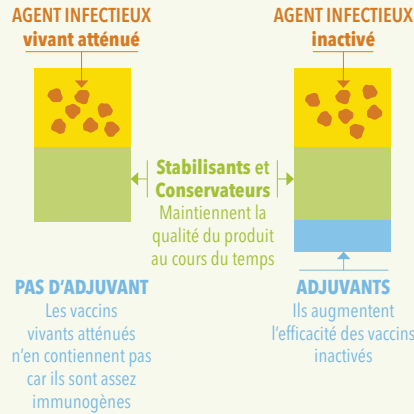 AGENT INFECTIEUX
vivant atténué
AGENT INFECTIEUX
inactivé
Stabilisants et
Conservateurs
Maintiennent la
qualité du produit
au cours du temps
PAS D'ADJUVANT
Les vaccins
vivants atténués
n'en contiennent pas
car ils sont assez
immunogènes
ADJUVANTS
Ils augmentent
l'efficacité des vaccins
inactivés